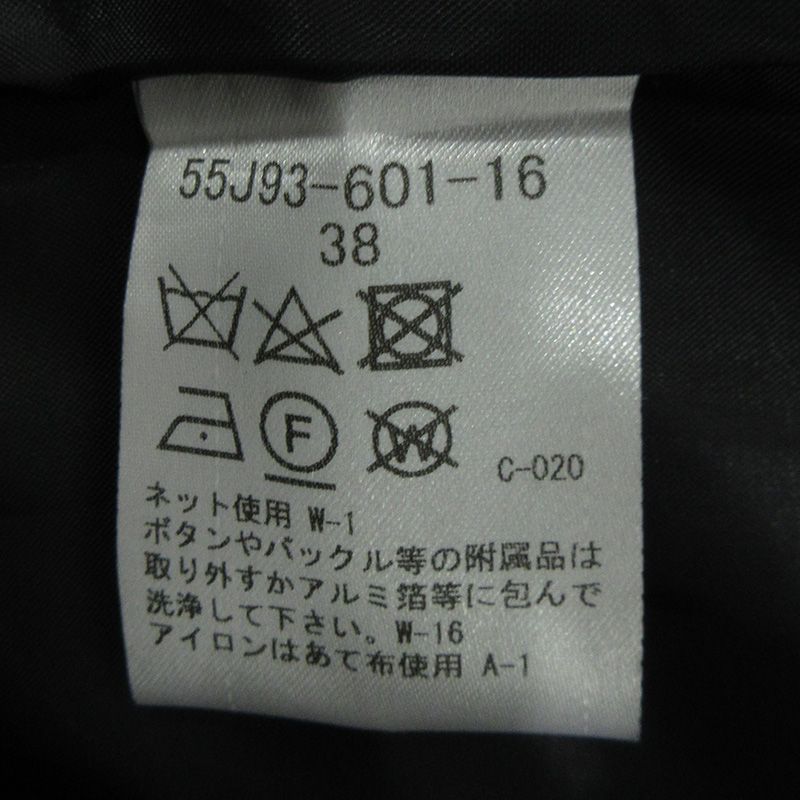 55J93-601-16
38
F
W
C-020
ネット使用 W-1
ボタンやバックル等の附属品は
取り外すかアルミ箔等に包んで
洗浄して下さい。W-16
アイロンはあて布使用 A-1